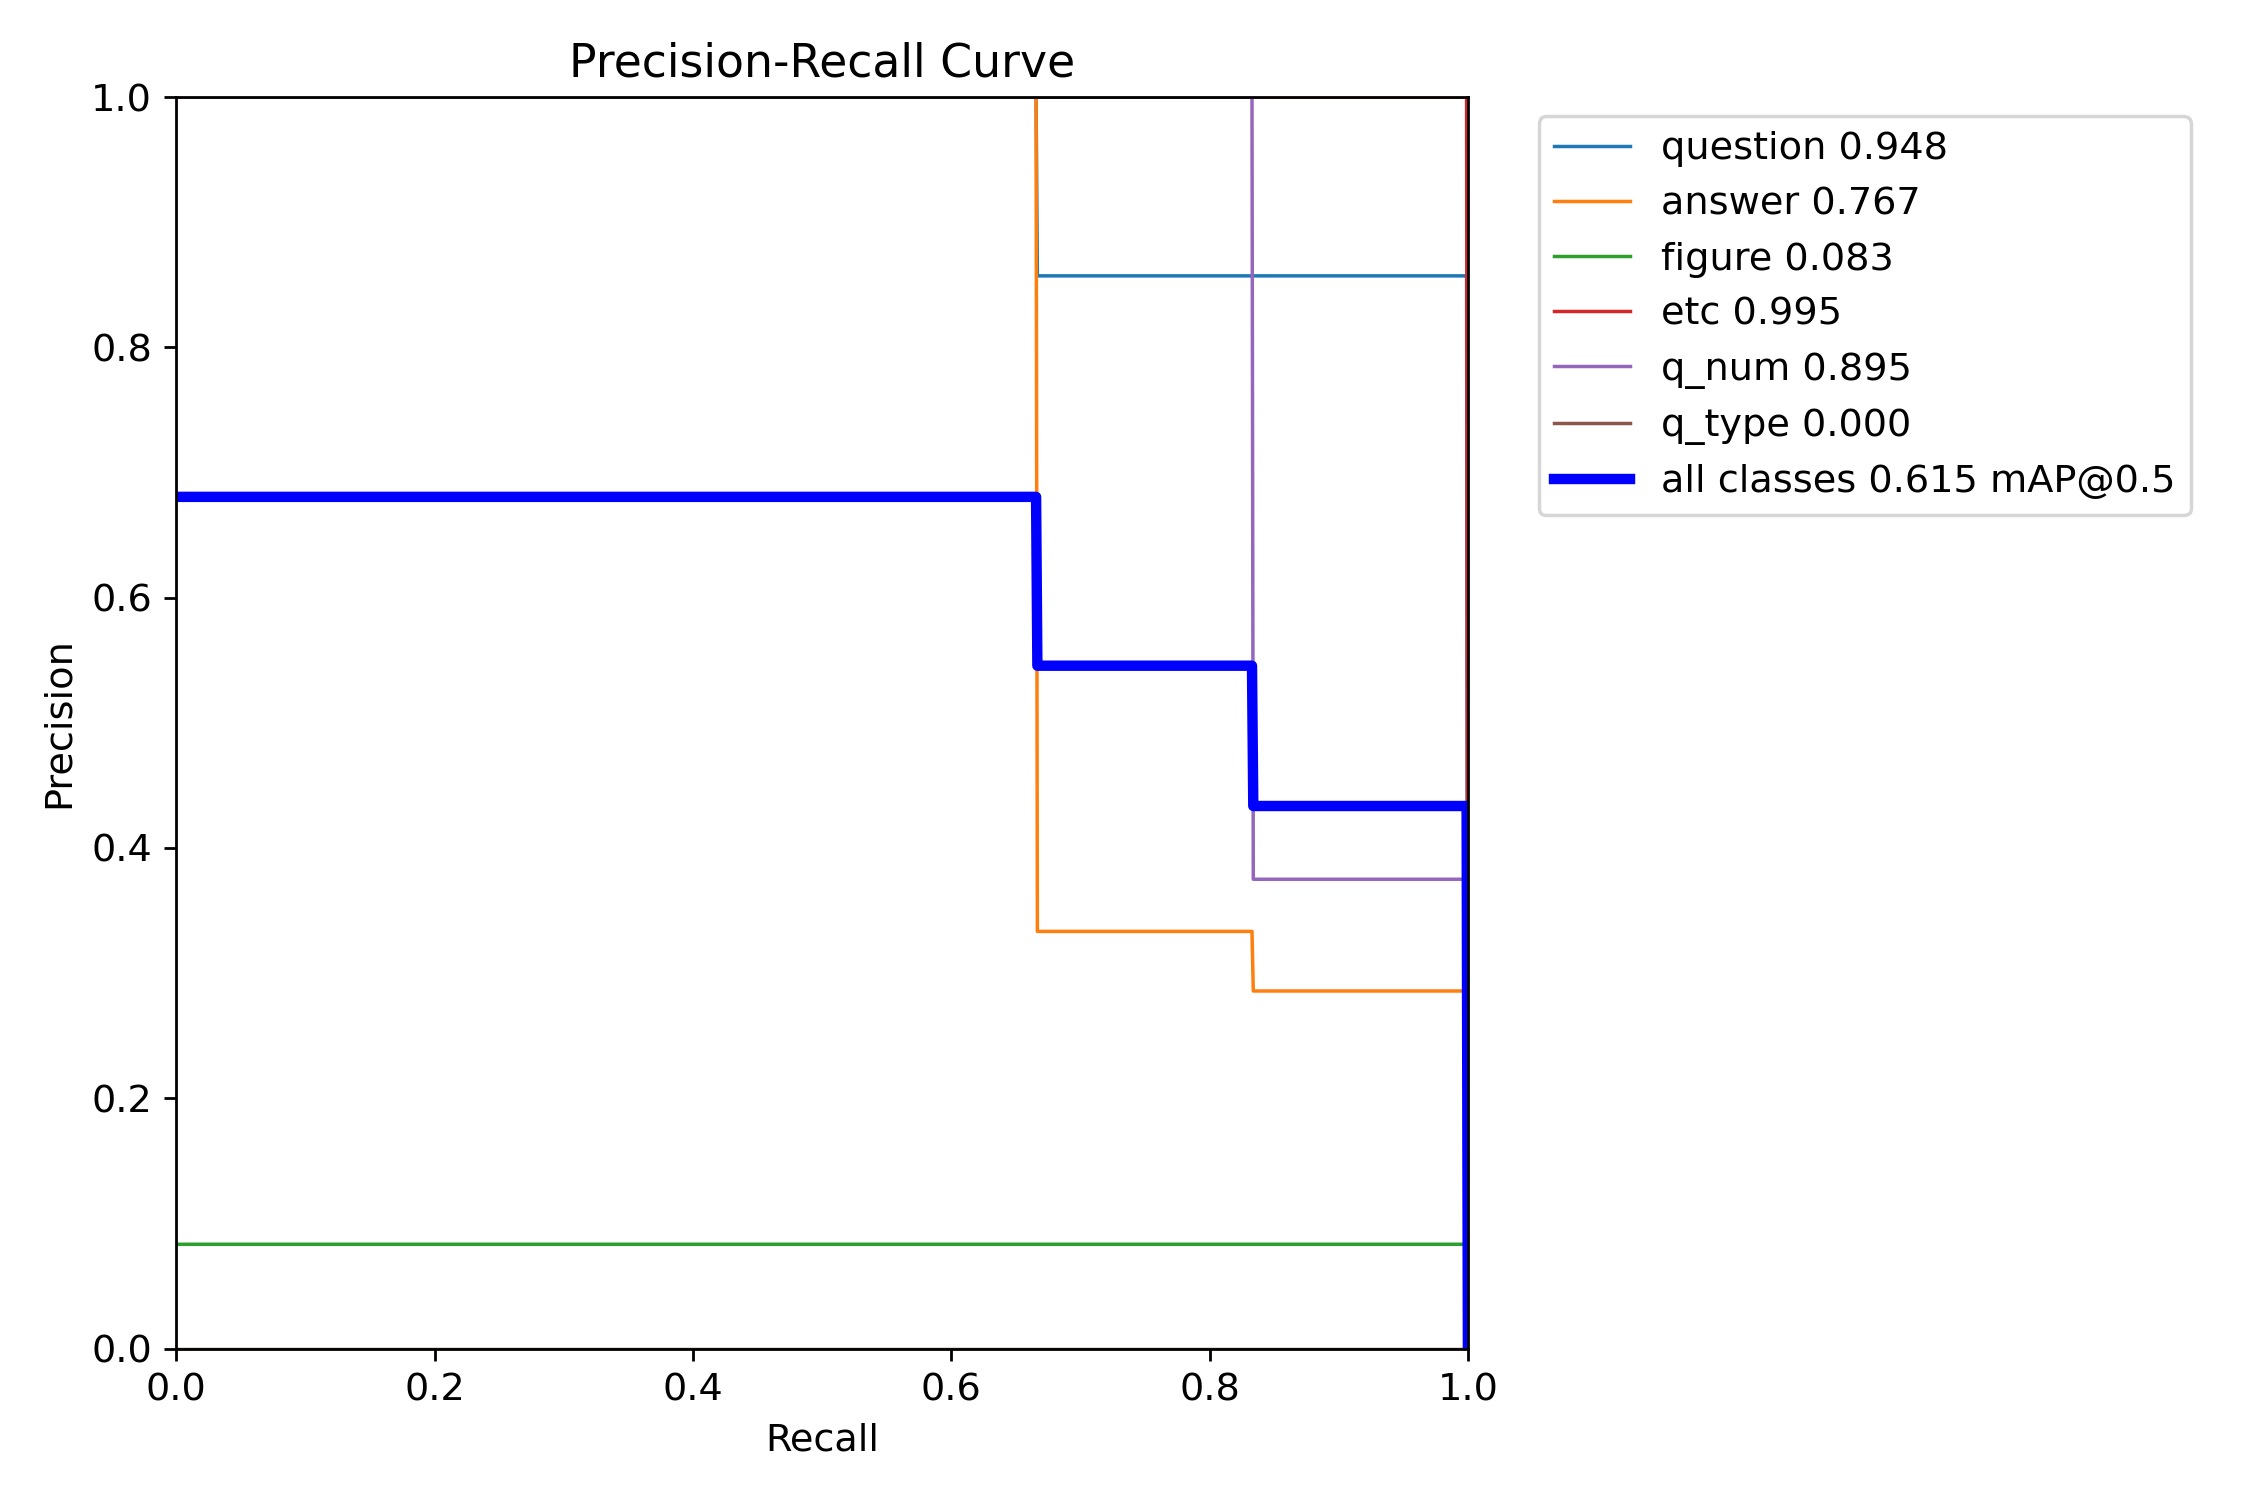 Precision-Recall Curve
1.0
0.8
0.6
0.4
0.2
0.0
Precision
0.0 0.2 0.4 0.6 0.8 1.0
Recall
question 0.948
answer 0.767
figure 0.083
etc 0.995
q_num 0.895
q_type 0.000
all classes 0.615 mAP@0.5